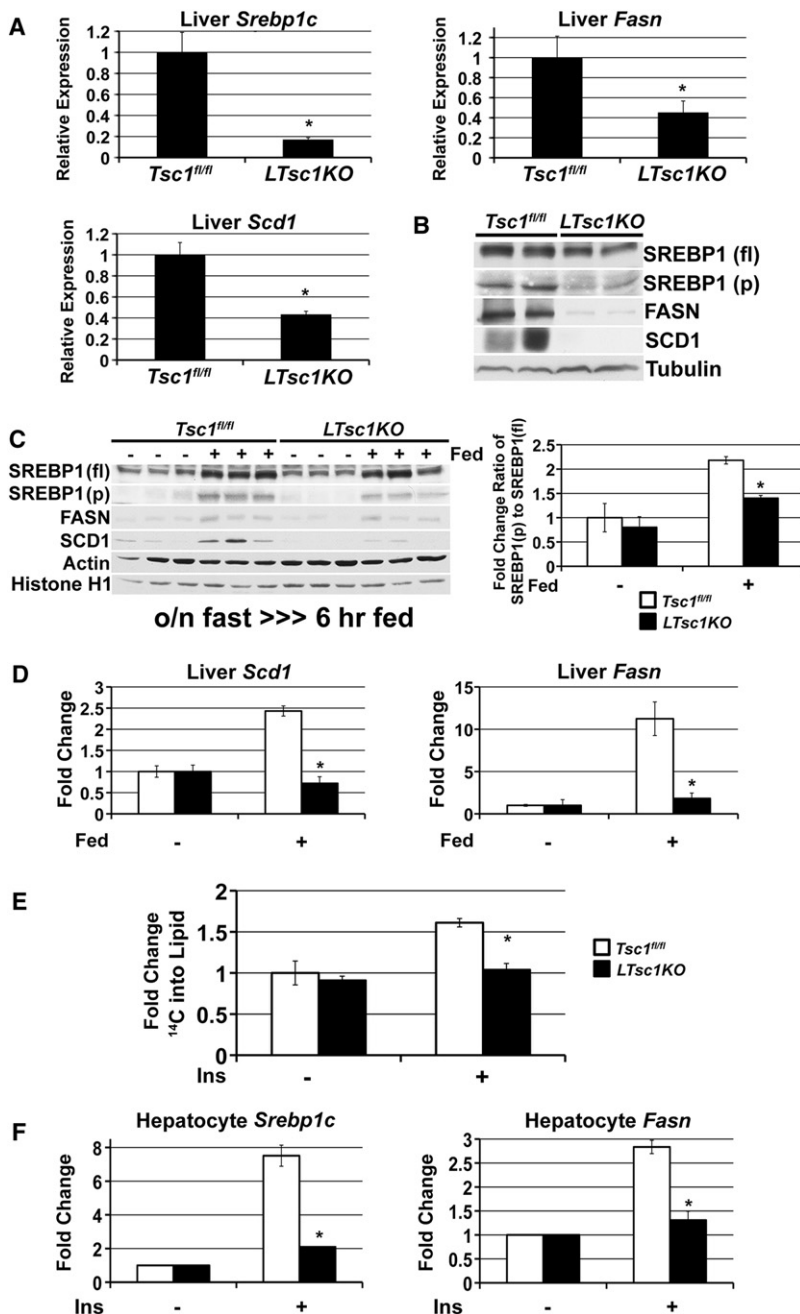 A
Liver Srebp1c
Relative Expression
1.2
1
0.8
0.6
0.4
0.2
0
*
Tsc1fl/fl
LTsc1KO
Liver Fasn
Relative Expression
1.2
1
0.8
0.6
0.4
0.2
0
*
Tsc1fl/fl
LTsc1KO
Liver Scd1
Relative Expression
1.2
1
0.8
0.6
0.4
0.2
0
*
Tsc1fl/fl
LTsc1KO
B
Tsc1fl/fl LTsc1KO
SREBP1 (fl)
SREBP1 (p)
FASN
SCD1
Tubulin
C
Tsc1fl/fl LTsc1KO
- - - + + + - - - + + + Fed
SREBP1(fl)
SREBP1(p)
FASN
SCD1
Actin
Histone H1
o/n fast >>> 6 hr fed
Fold Change Ratio of
SREBP1(p) to SREBP1(fl)
2.5
2
1.5
1
0.5
0
*
Fed - +
Tsc1fl/fl
LTsc1KO
D
Liver Scd1
Fold Change
3
2.5
2
1.5
1
0.5
0
*
Fed - +
Liver Fasn
Fold Change
15
10
5
0
*
Fed - +
E
Fold Change
14C into Lipid
2
1.5
1
0.5
0
*
Ins - +
Tsc1fl/fl
LTsc1KO
F
Hepatocyte Srebp1c
Fold Change
8
6
4
2
0
*
Ins - +
Hepatocyte Fasn
Fold Change
3
2.5
2
1.5
1
0.5
0
*
Ins - +